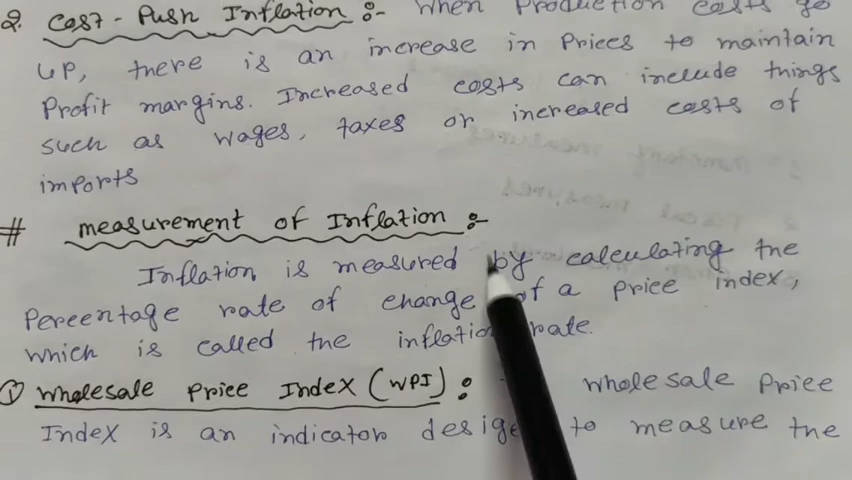 2. Cost-Push Inflation :- When Production costs go
up, there is an increase in Prices to maintain
Profit margins. Increased costs can include things
such as wages, taxes or increased costs of
imports
# measurement of Inflation :-
Inflation is measured by calculating the
Percentage rate of change of a price index,
which is called the inflation rate.
① Wholesale Price Index (WPI) : wholesale price
Index is an indicator to measure the